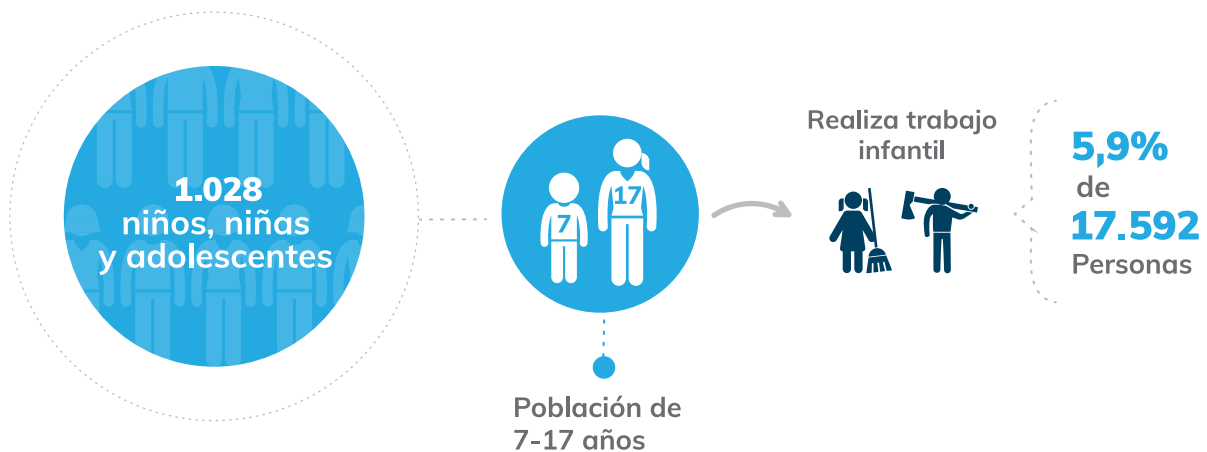 1.028
niños, niñas
y adolescentes
7
17
Población de
7-17 años
Realiza trabajo
infantil
5,9%
de
17.592
Personas